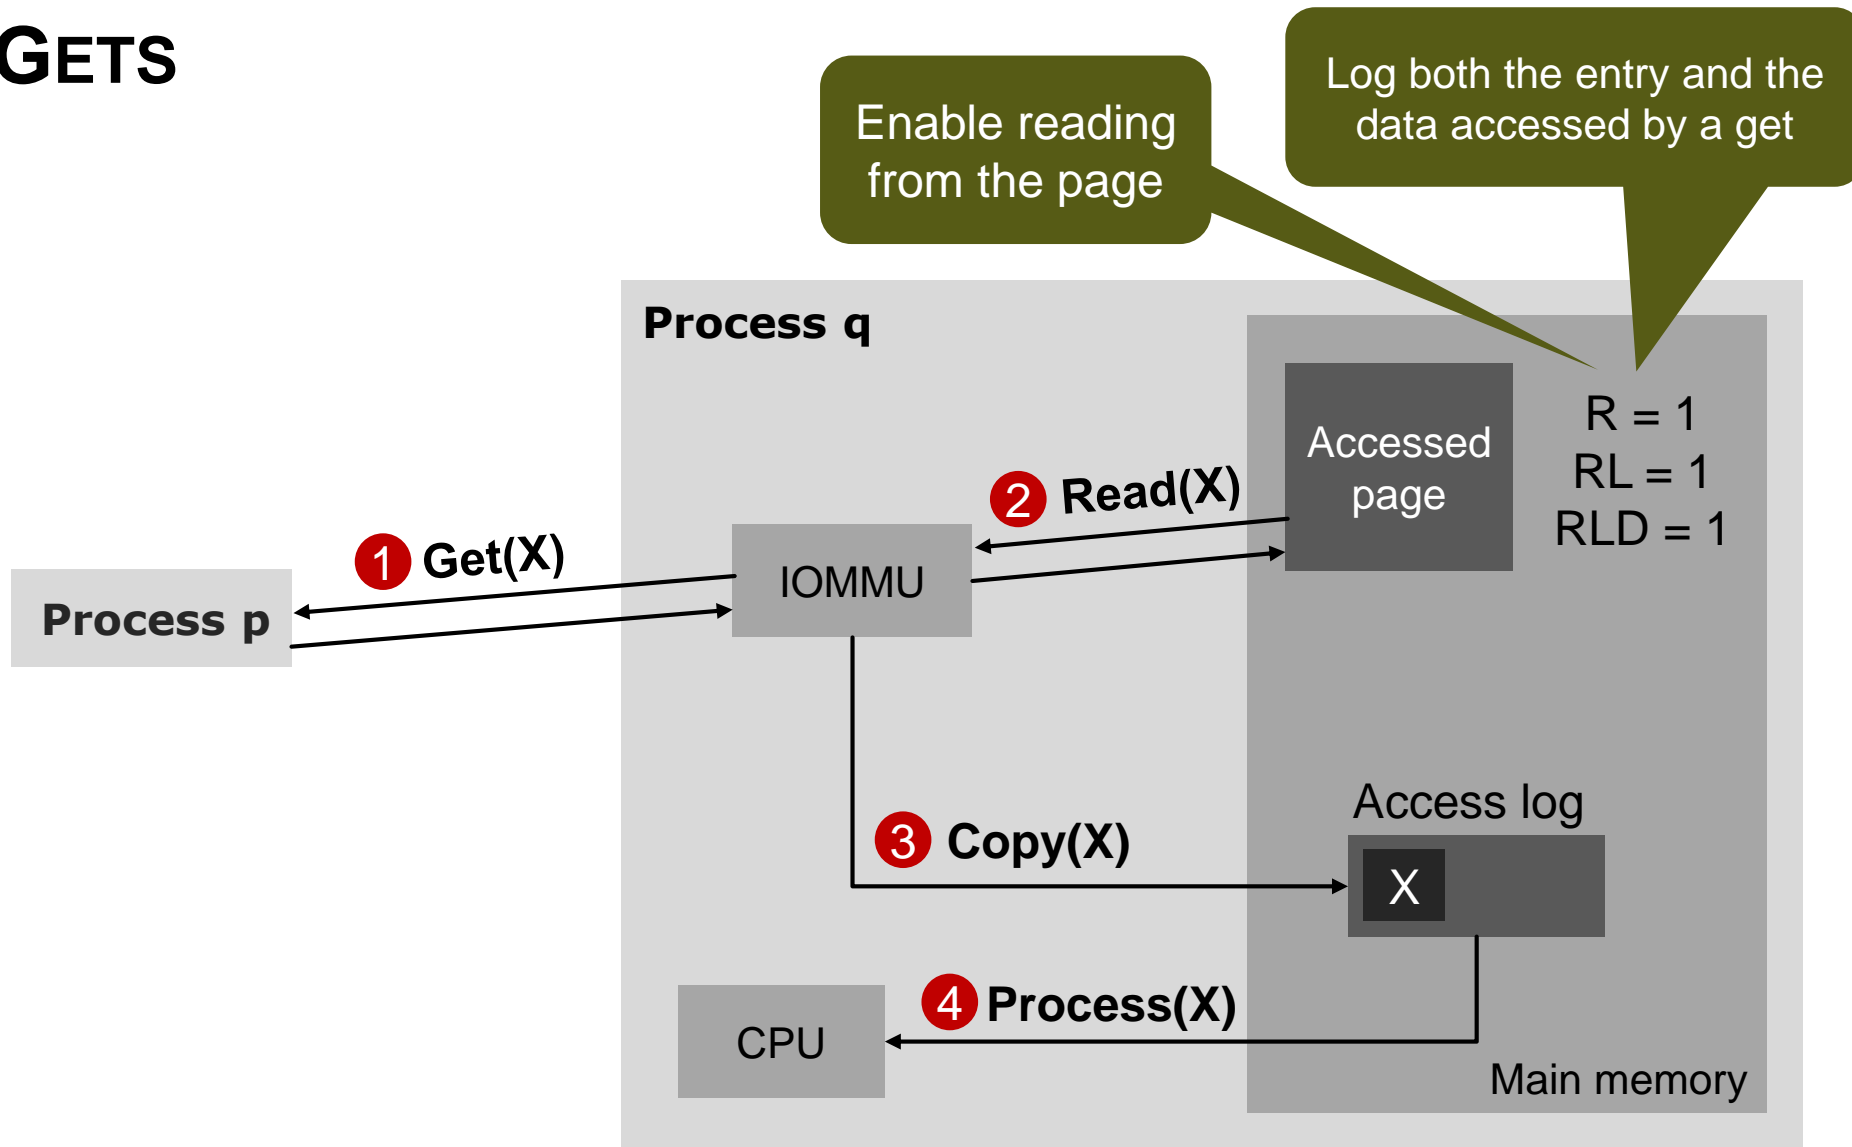 GETS
Enable reading
from the page
Log both the entry and the
data accessed by a get
Process q
Accessed
page
R = 1
RL = 1
RLD = 1
2 Read(X)
1 Get(X)
IOMMU
Process p
Access log
3 Copy(X)
X
4 Process(X)
CPU
Main memory